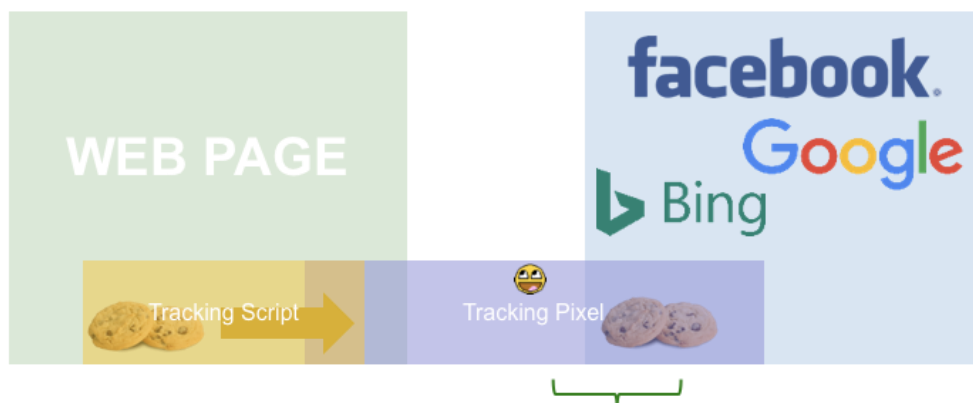 facebook.
WEB PAGE
Google
Bing
Tracking Script
Tracking Pixel